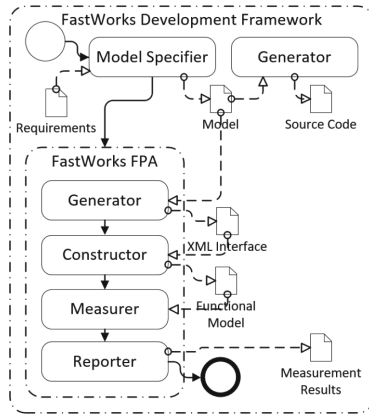 FastWorks Development Framework
Model Specifier
Generator
Requirements
Model
Source Code
FastWorks FPA
Generator
XML Interface
Constructor
Functional
Model
Measurer
Reporter
Measurement
Results